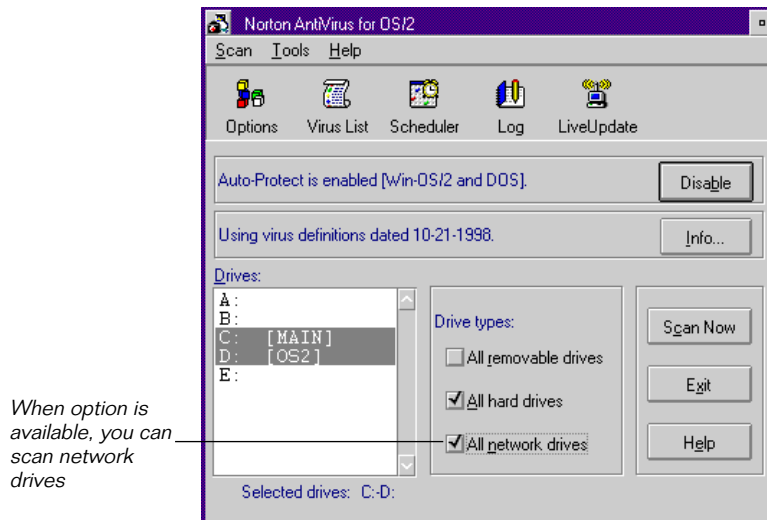 Norton AntiVirus for OS/2
Scan Tools Help
Options Virus List Scheduler Log LiveUpdate
Auto-Protect is enabled [Win-OS/2 and DOS].
Disable
Using virus definitions dated 10-21-1998.
Info...
Drives:
A:
B:
C: [MAIN]
D: [OS2]
E:
Drive types:
All removable drives
All hard drives
All network drives
Scan Now
Exit
Help
When option is
available, you can
scan network
drives
Selected drives: C:-D: